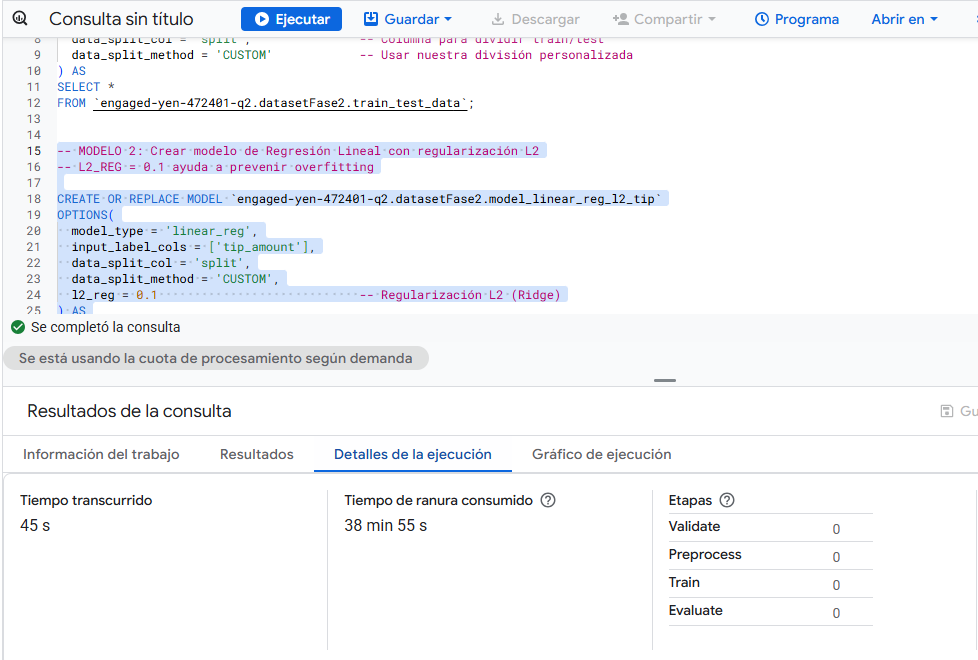 Consulta sin título Ejecutar Guardar Descargar Compartir Programa Abrir en
8 data_split_col = 'split', -- Columna para dividir train/test
9 data_split_method = 'CUSTOM' -- Usar nuestra división personalizada
10 ) AS
11 SELECT *
12 FROM `engaged-yen-472401-q2.datasetFase2.train_test_data`;
13
14
15 -- MODELO 2: Crear modelo de Regresión Lineal con regularización L2
16 -- L2_REG = 0.1 ayuda a prevenir overfitting
17
18 CREATE OR REPLACE MODEL `engaged-yen-472401-q2.datasetFase2.model_linear_reg_l2_tip`
19 OPTIONS(
20 model_type = 'linear_reg',
21 input_label_cols = ['tip_amount'],
22 data_split_col = 'split',
23 data_split_method = 'CUSTOM',
24 l2_reg = 0.1 -- Regularización L2 (Ridge)
25 ) AS
Se completó la consulta
Se está usando la cuota de procesamiento según demanda
Resultados de la consulta Gu
Información del trabajo Resultados Detalles de la ejecución Gráfico de ejecución
Tiempo transcurrido
45 s
Tiempo de ranura consumido
38 min 55 s
Etapas
Validate 0
Preprocess 0
Train 0
Evaluate 0